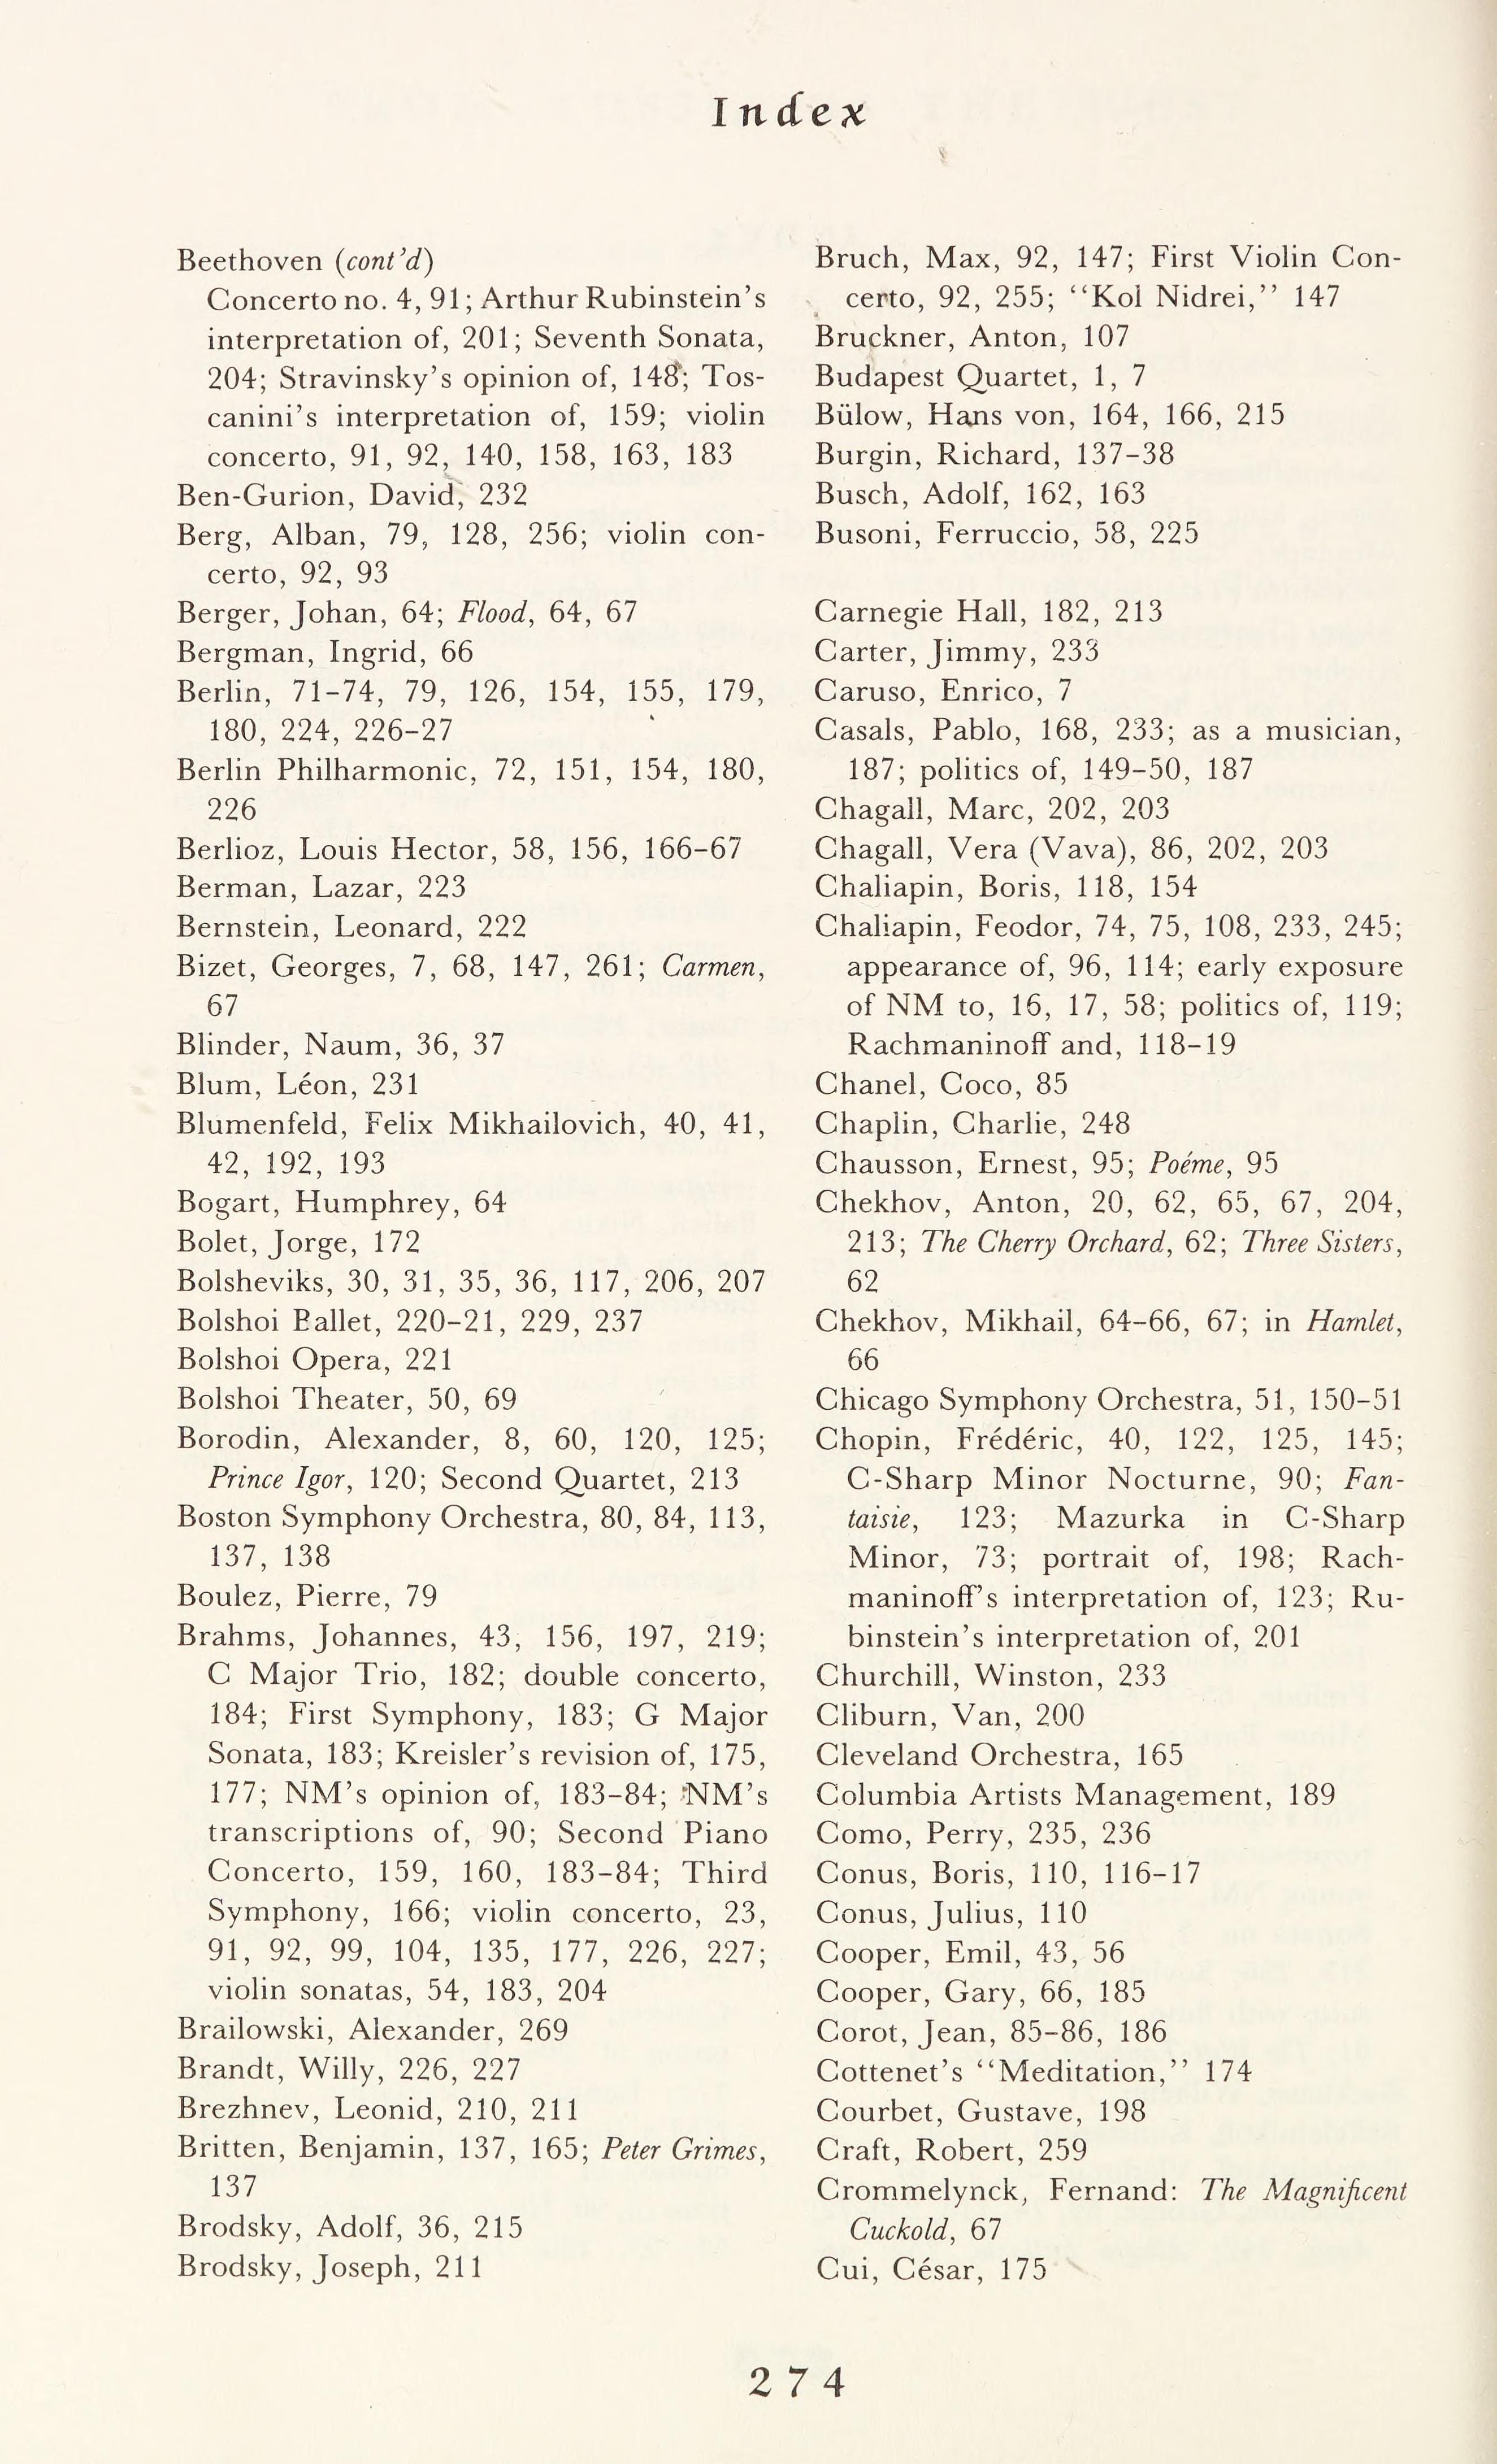 Index
Beethoven (cont'd)
Concerto no. 4, 91; Arthur Rubinstein's
interpretation of, 201; Seventh Sonata,
204; Stravinsky's opinion of, 148; Tos-
canini's interpretation of, 159; violin
concerto, 91, 92, 140, 158, 163, 183
Ben-Gurion, David, 232
Berg, Alban, 79, 128, 256; violin con-
certo, 92, 93
Berger, Johan, 64; Flood, 64, 67
Bergman, Ingrid, 66
Berlin, 71–74, 79, 126, 154, 155, 179,
180, 224, 226–27
Berlin Philharmonic, 72, 151, 154, 180,
226
Berlioz, Louis Hector, 58, 156, 166–67
Berman, Lazar, 223
Bernstein, Leonard, 222
Bizet, Georges, 7, 68, 147, 261; Carmen,
67
Blinder, Naum, 36, 37
Blum, Léon, 231
Blumenfeld, Felix Mikhailovich, 40, 41,
42, 192, 193
Bogart, Humphrey, 64
Bolet, Jorge, 172
Bolsheviks, 30, 31, 35, 36, 117, 206, 207
Bolshoi Ballet, 220–21, 229, 237
Bolshoi Opera, 221
Bolshoi Theater, 50, 69
Borodin, Alexander, 8, 60, 120, 125;
Prince Igor, 120; Second Quartet, 213
Boston Symphony Orchestra, 80, 84, 113,
137, 138
Boulez, Pierre, 79
Brahms, Johannes, 43, 156, 197, 219;
C Major Trio, 182; double concerto,
184; First Symphony, 183; G Major
Sonata, 183; Kreisler's revision of, 175,
177; NM's opinion of, 183–84; NM's
transcriptions of, 90; Second Piano
Concerto, 159, 160, 183–84; Third
Symphony, 166; violin concerto, 23,
91, 92, 99, 104, 135, 177, 226, 227;
violin sonatas, 54, 183, 204
Brailowski, Alexander, 269
Brandt, Willy, 226, 227
Brezhnev, Leonid, 210, 211
Britten, Benjamin, 137, 165; Peter Grimes,
137
Brodsky, Adolf, 36, 215
Brodsky, Joseph, 211
Bruch, Max, 92, 147; First Violin Con-
certo, 92, 255; "Kol Nidrei," 147
Bruckner, Anton, 107
Budapest Quartet, 1, 7
Bülow, Hans von, 164, 166, 215
Burgin, Richard, 137–38
Busch, Adolf, 162, 163
Busoni, Ferruccio, 58, 225
Carnegie Hall, 182, 213
Carter, Jimmy, 233
Caruso, Enrico, 7
Casals, Pablo, 168, 233; as a musician,
187; politics of, 149–50, 187
Chagall, Marc, 202, 203
Chagall, Vera (Vava), 86, 202, 203
Chaliapin, Boris, 118, 154
Chaliapin, Feodor, 74, 75, 108, 233, 245;
appearance of, 96, 114; early exposure
of NM to, 16, 17, 58; politics of, 119;
Rachmaninoff and, 118–19
Chanel, Coco, 85
Chaplin, Charlie, 248
Chausson, Ernest, 95; Poéme, 95
Chekhov, Anton, 20, 62, 65, 67, 204,
213; The Cherry Orchard, 62; Three Sisters,
62
Chekhov, Mikhail, 64–66, 67; in Hamlet,
66
Chicago Symphony Orchestra, 51, 150–51
Chopin, Frédéric, 40, 122, 125, 145;
C-Sharp Minor Nocturne, 90; Fan-
taisie, 123; Mazurka in C-Sharp
Minor, 73; portrait of, 198; Rach-
maninoff's interpretation of, 123; Ru-
binstein's interpretation of, 201
Churchill, Winston, 233
Cliburn, Van, 200
Cleveland Orchestra, 165
Columbia Artists Management, 189
Como, Perry, 235, 236
Conus, Boris, 110, 116–17
Conus, Julius, 110
Cooper, Emil, 43, 56
Cooper, Gary, 66, 185
Corot, Jean, 85–86, 186
Cottenet's "Meditation," 174
Courbet, Gustave, 198
Craft, Robert, 259
Crommelynck, Fernand: The Magnificent
Cuckold, 67
Cui, César, 175
274